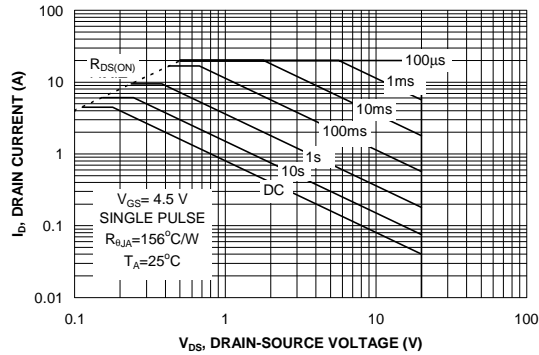 100
10
1
0.1
0.01
I_D, DRAIN CURRENT (A)
R_DS(ON)
100µs
1ms
10ms
100ms
1s
10s
DC
V_GS= 4.5 V
SINGLE PULSE
R_θJA=156°C/W
T_A=25°C
0.1
1
10
100
V_DS, DRAIN-SOURCE VOLTAGE (V)